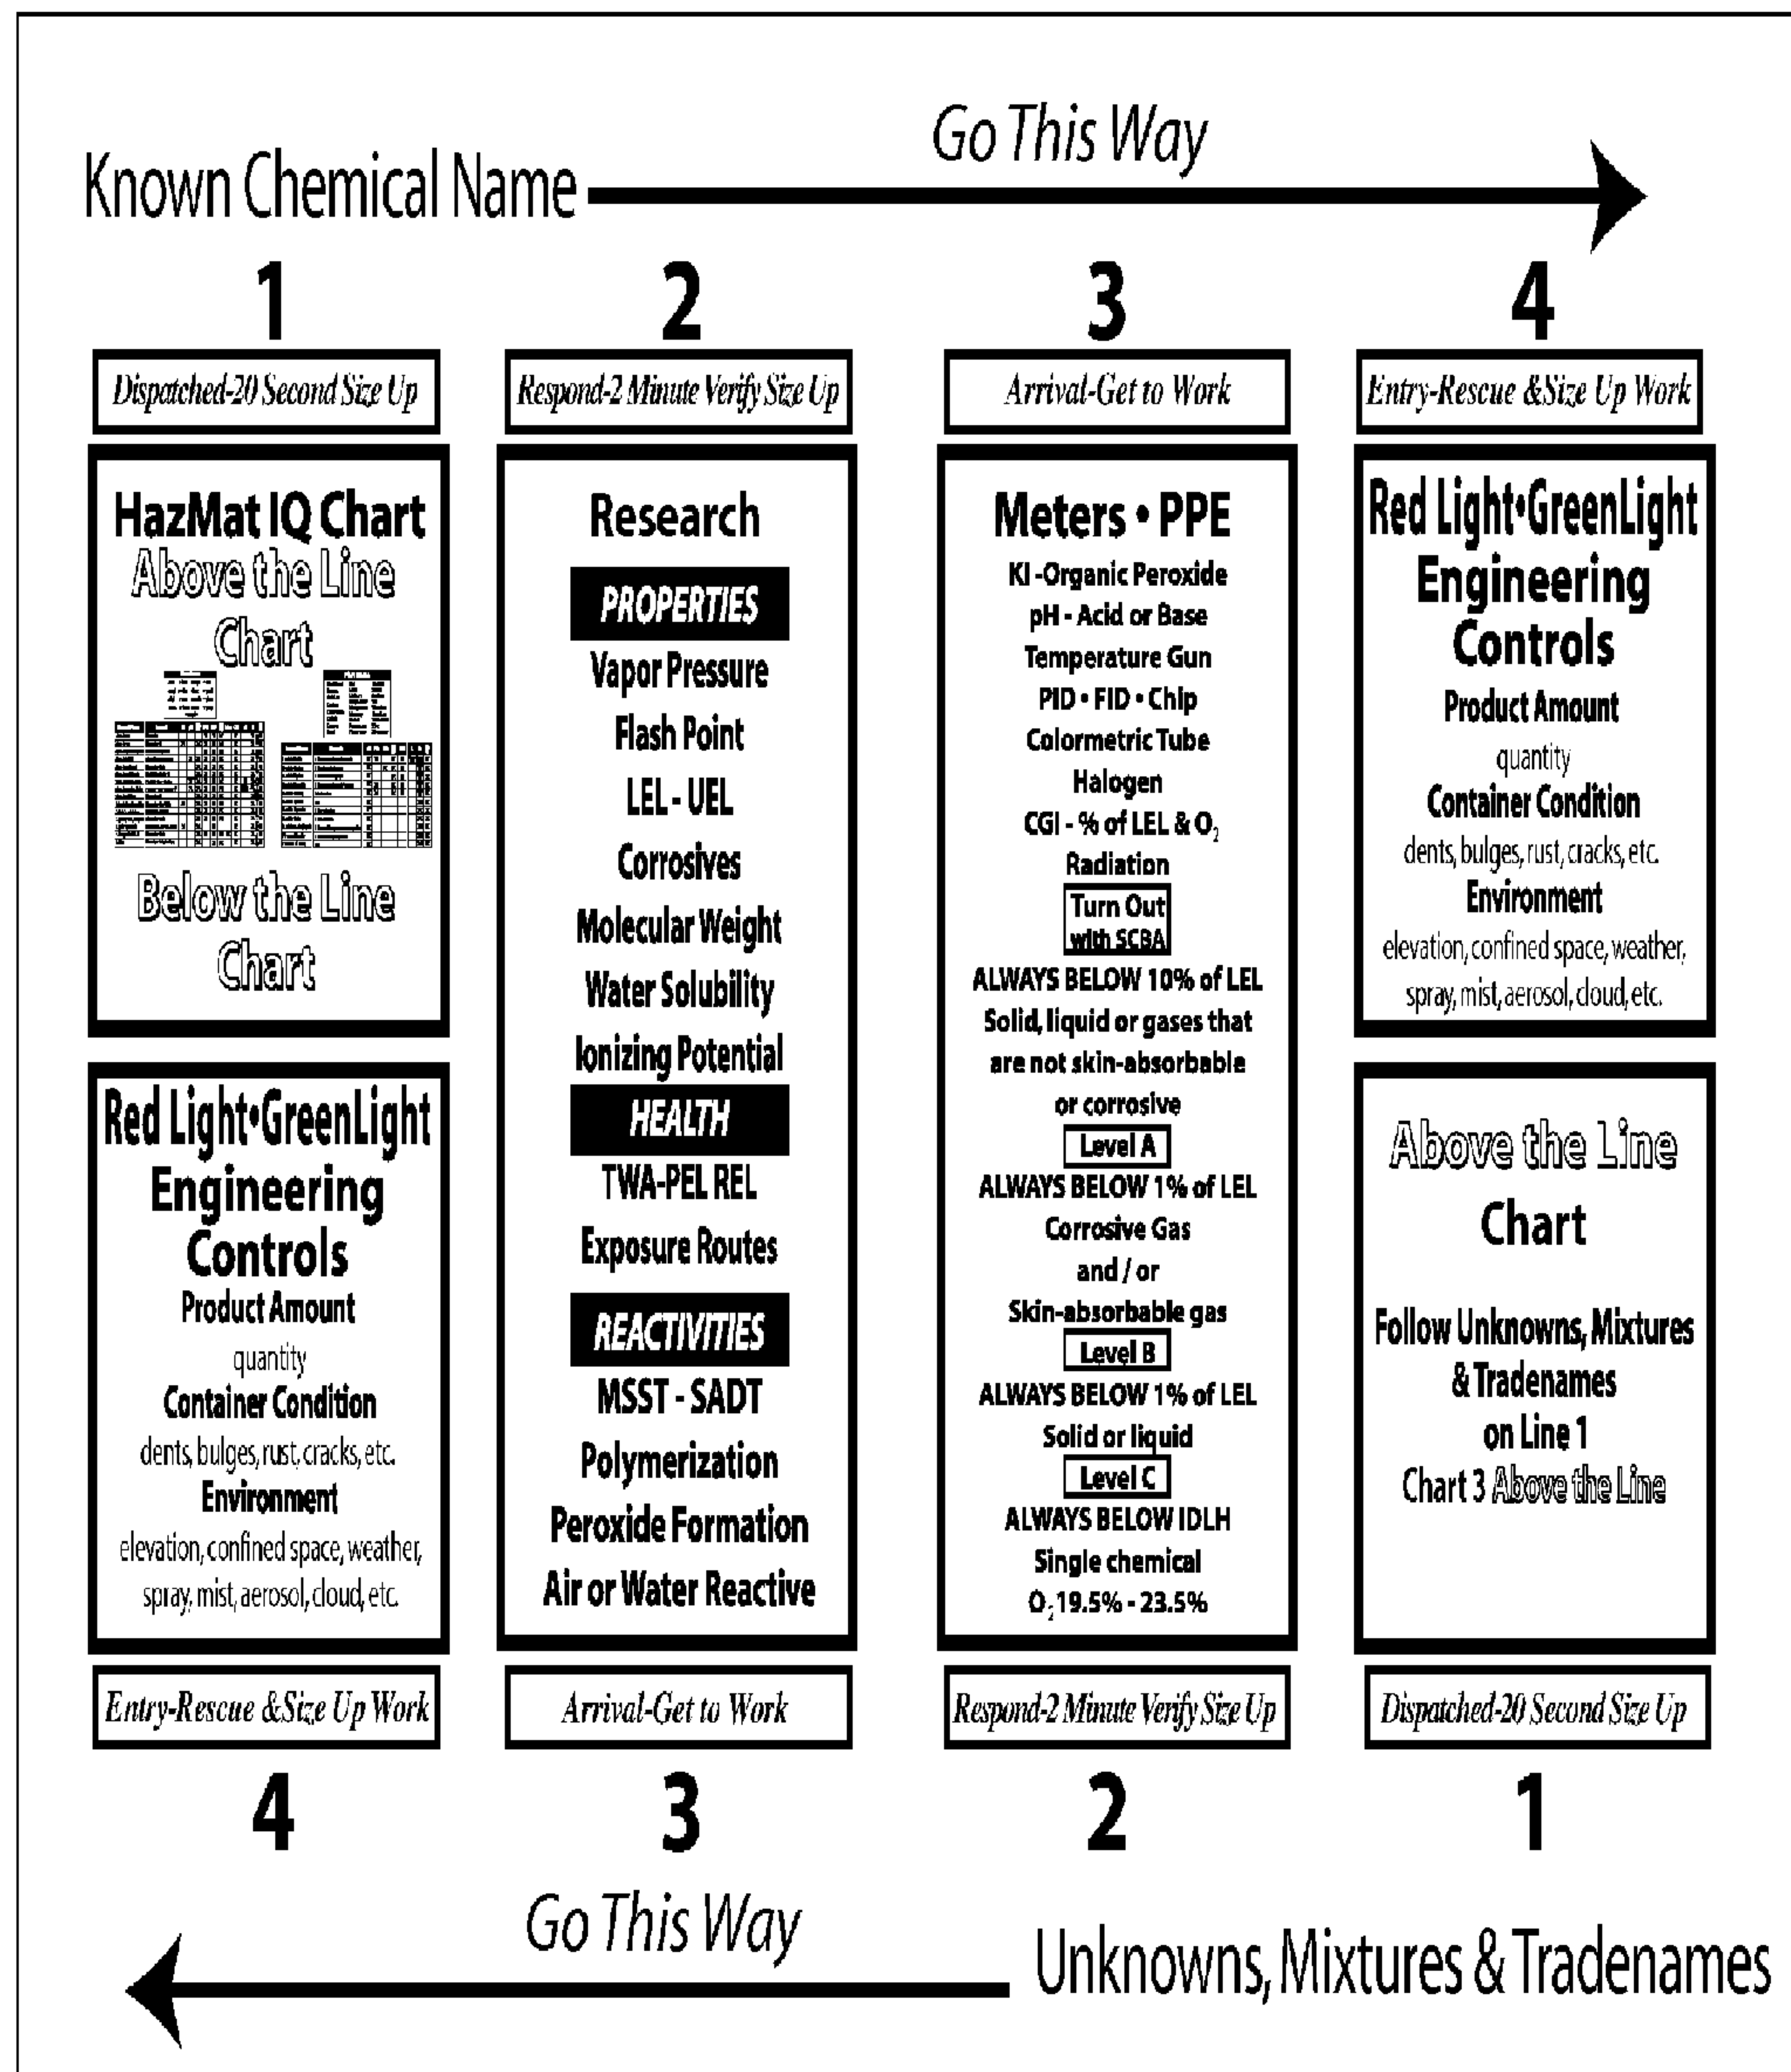 Go This Way
Known Chemical Name
1
2
3
4
Dispatched-20 Second Size Up
Respond-2 Minute Verify Size Up
Arrival-Get to Work
Entry-Rescue &Size Up Work
HazMat IQ Chart
Above the Line
Chart
Below the Line
Chart
Red Light•GreenLight
Engineering
Controls
Product Amount
quantity
Container Condition
dents, bulges, rust, cracks, etc.
Environment
elevation, confined space, weather,
spray, mist, aerosol, cloud, etc.
Research
PROPERTIES
Vapor Pressure
Flash Point
LEL - UEL
Corrosives
Molecular Weight
Water Solubility
Ionizing Potential
HEALTH
TWA-PEL REL
Exposure Routes
REACTIVITIES
MSST - SADT
Polymerization
Peroxide Formation
Air or Water Reactive
Meters • PPE
KI -Organic Peroxide
pH - Acid or Base
Temperature Gun
PID • FID • Chip
Colormetric Tube
Halogen
CGI - % of LEL & O₂
Radiation
Turn Out
with SCBA
ALWAYS BELOW 10% of LEL
Solid, liquid or gases that
are not skin-absorbable
or corrosive
Level A
ALWAYS BELOW 1% of LEL
Corrosive Gas
and / or
Skin-absorbable gas
Level B
ALWAYS BELOW 1% of LEL
Solid or liquid
Level C
ALWAYS BELOW IDLH
Single chemical
O₂ 19.5% - 23.5%
Red Light•GreenLight
Engineering
Controls
Product Amount
quantity
Container Condition
dents, bulges, rust, cracks, etc.
Environment
elevation, confined space, weather,
spray, mist, aerosol, cloud, etc.
Above the Line
Chart
Follow Unknowns, Mixtures
& Tradenames
on Line 1
Chart 3 Above the Line
Entry-Rescue &Size Up Work
Arrival-Get to Work
Respond-2 Minute Verify Size Up
Dispatched-20 Second Size Up
4
3
2
1
Go This Way
Unknowns, Mixtures & Tradenames